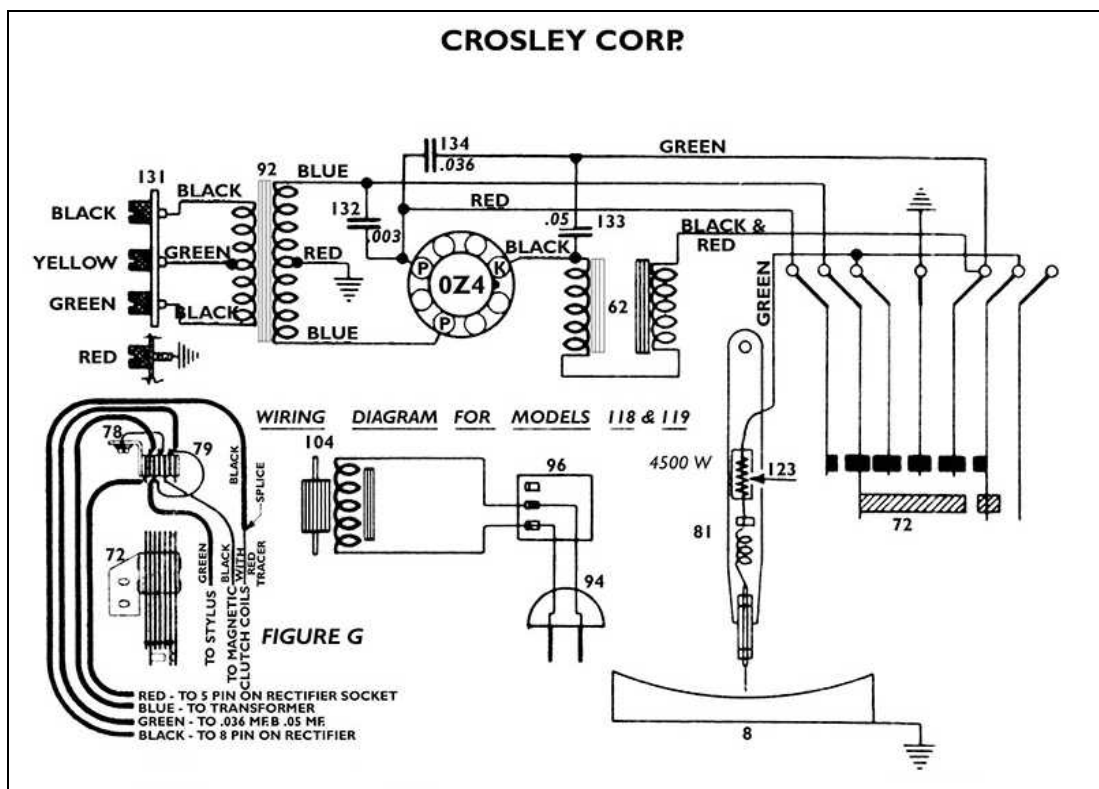 CROSLEY CORP.
134
.036
GREEN
131
92
BLUE
BLACK
BLACK
132
.003
RED
.05
133
BLACK & RED
YELLOW
GREEN
RED
P
K
BLACK
0Z4
P
62
GREEN
GREEN
BLACK
BLUE
RED
WIRING DIAGRAM FOR MODELS 118 & 119
78
79
104
96
4500 W
123
BLACK
SPLICE
72
81
72
GREEN
BLACK
WITH
RED
TRACER
94
TO STYLUS
TO MAGNETIC
CLUTCH COILS
FIGURE G
RED - TO 5 PIN ON RECTIFIER SOCKET
BLUE - TO TRANSFORMER
GREEN - TO .036 MF. B .05 MF.
BLACK - TO 8 PIN ON RECTIFIER
8